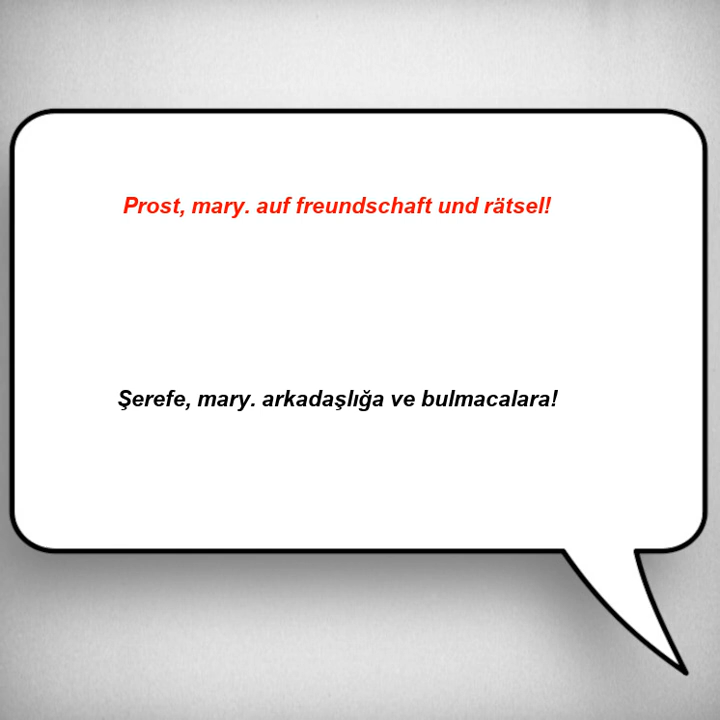 Prost, mary. auf freundschaft und rätsel!
Şerefe, mary. arkadaşlığa ve bulmacalara!